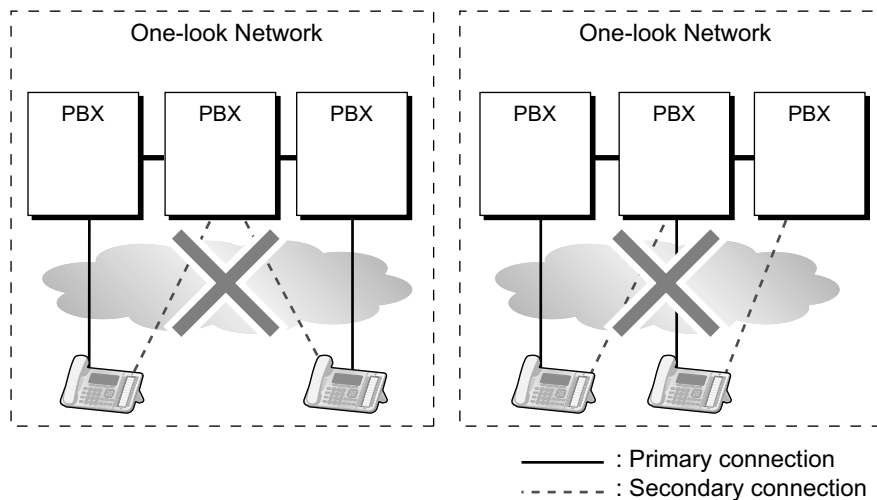 One-look Network
PBX PBX PBX
One-look Network
PBX PBX PBX
: Primary connection
: Secondary connection